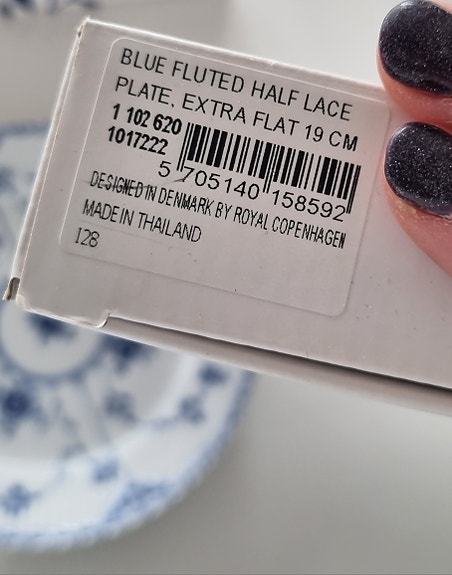 BLUE FLUTED HALF LACE
PLATE, EXTRA FLAT 19 CM
1 102 620
1017222
5 705140 158592
DESIGNED IN DENMARK BY ROYAL COPENHAGEN
MADE IN THAILAND
I28